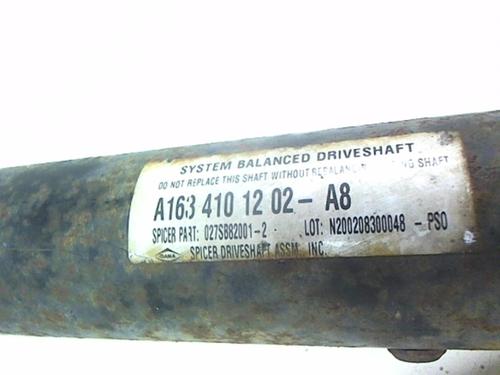 SYSTEM BALANCED DRIVESHAFT
DO NOT REPLACE THIS SHAFT WITHOUT SHAFT
A163 410 12 02 - A8
SPICER PART: 027SB82001-2 LOT: N200208300048 - PSO
DANA SPICER DRIVESHAFT ASSM. INC.